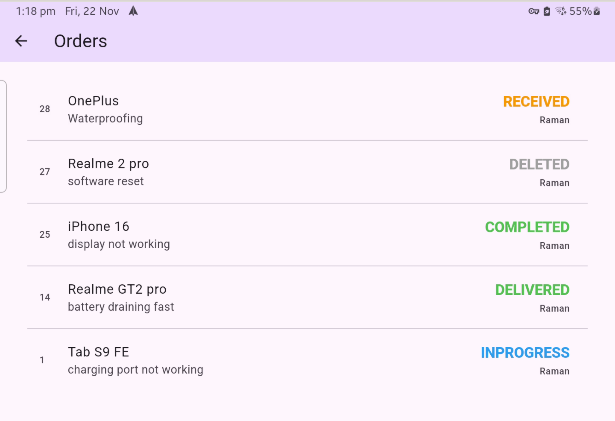 1:18 pm Fri, 22 Nov 55%
Orders
28 OnePlus RECEIVED
Waterproofing Raman
27 Realme 2 pro DELETED
software reset Raman
25 iPhone 16 COMPLETED
display not working Raman
14 Realme GT2 pro DELIVERED
battery draining fast Raman
1 Tab S9 FE INPROGRESS
charging port not working Raman